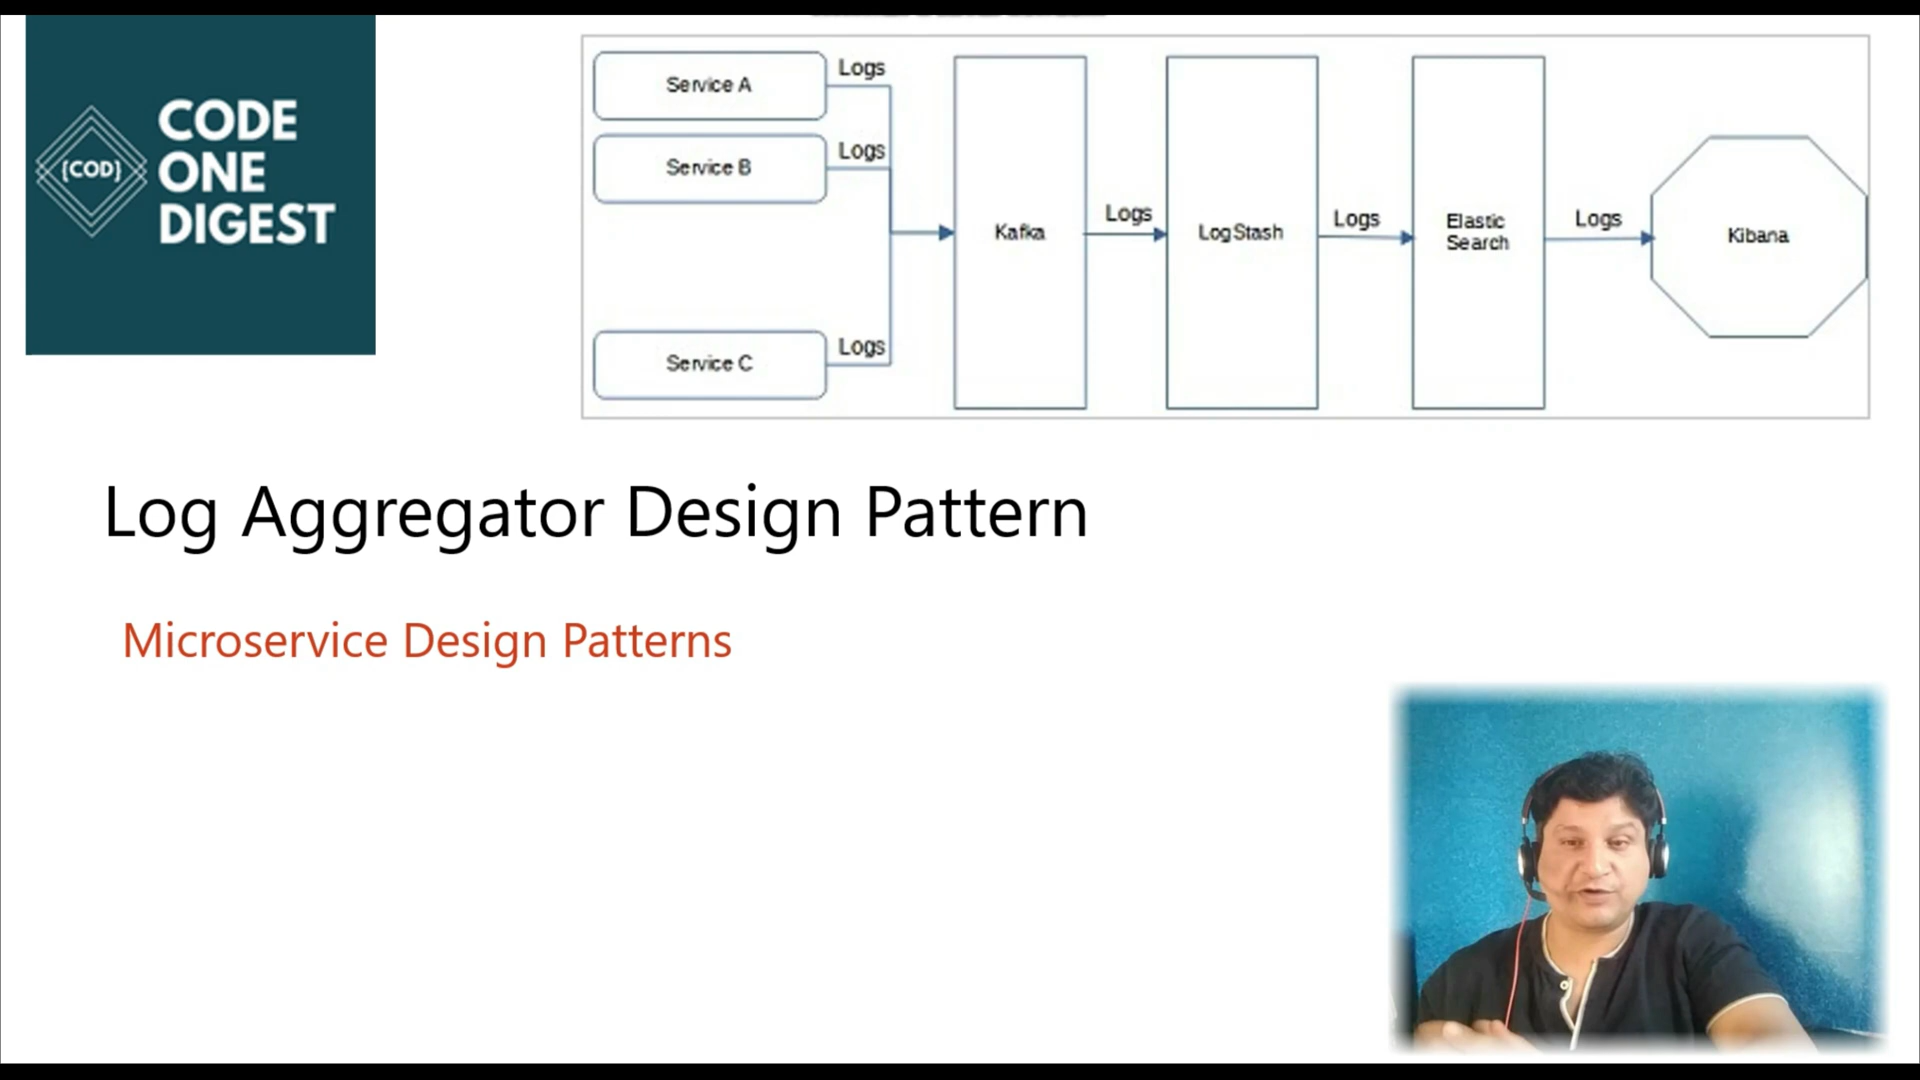 {COD}
CODE
ONE
DIGEST
Service A
Logs
Service B
Logs
Service C
Logs
Kafka
Logs
LogStash
Logs
Elastic
Search
Logs
Kibana
Log Aggregator Design Pattern
Microservice Design Patterns